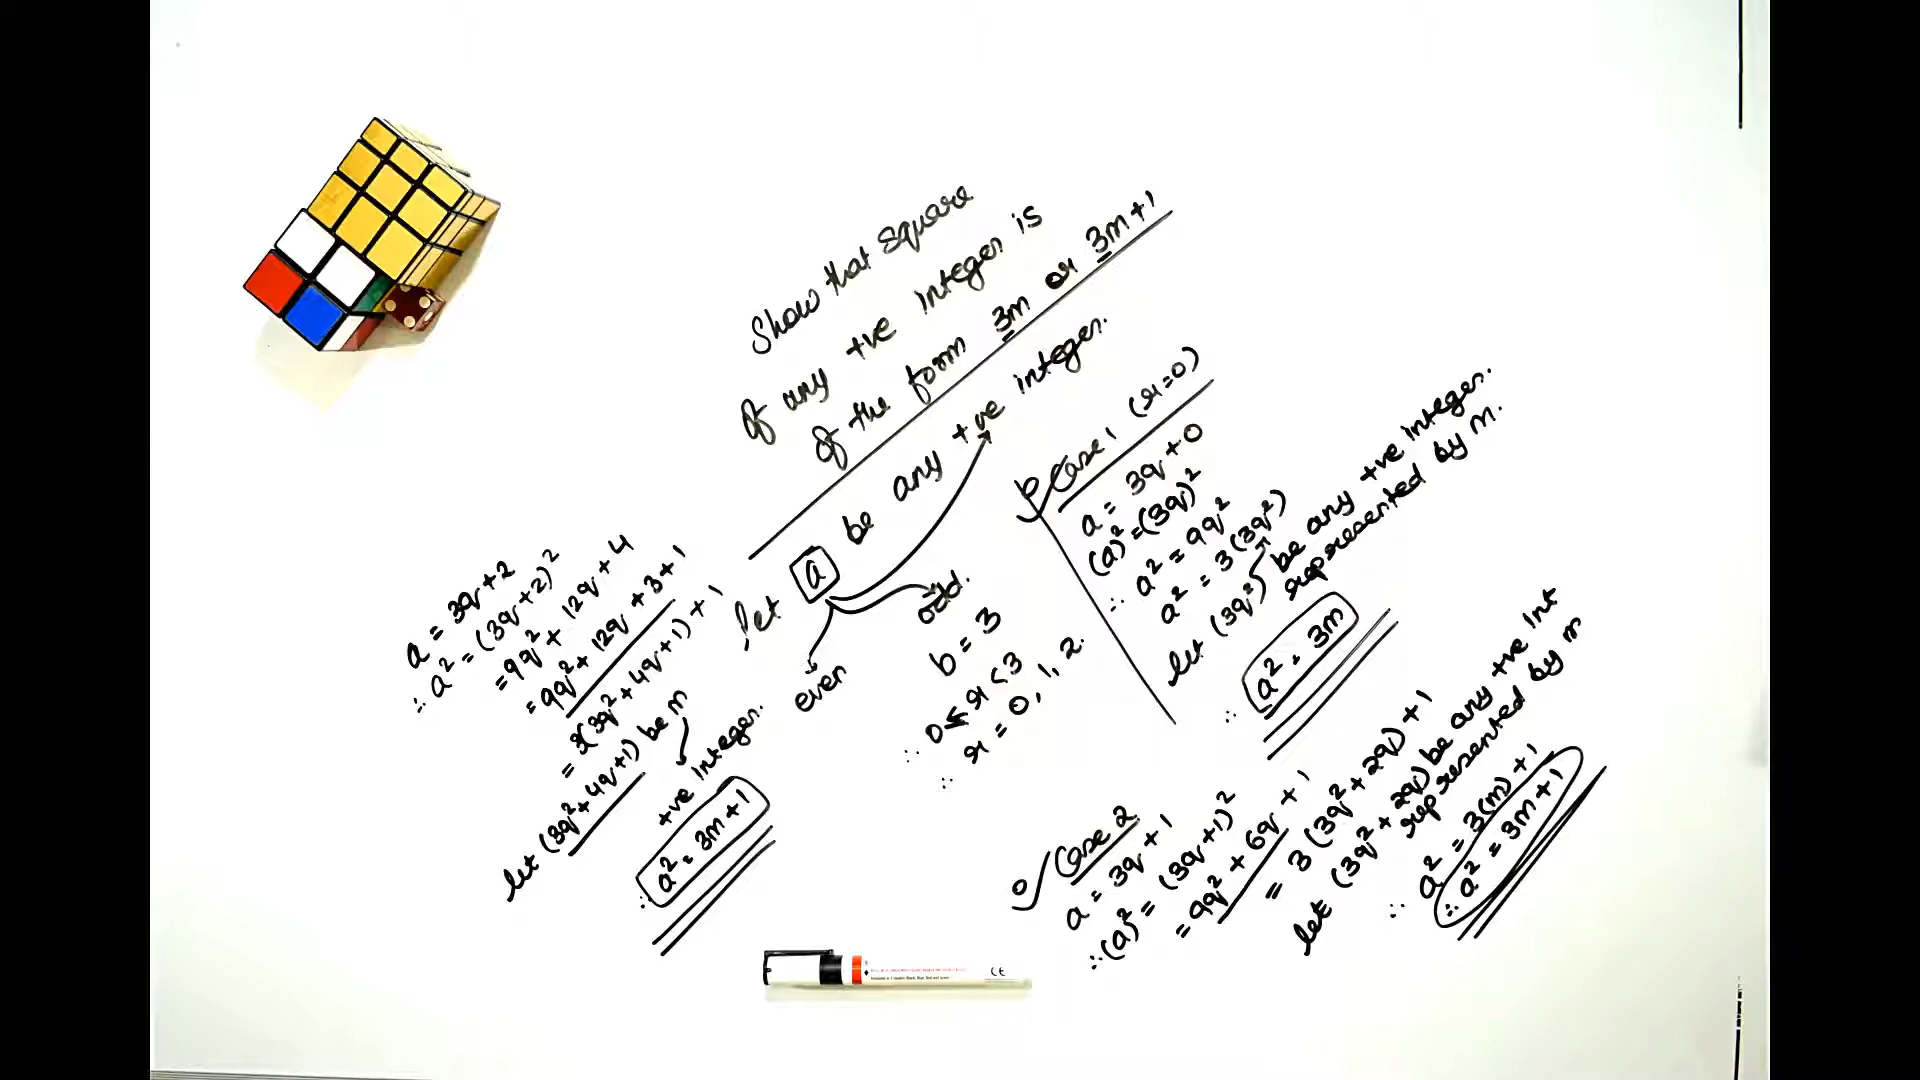 Show that square
of any +ve integer is
of the form 3m or 3m+1
let a be any +ve integer.
even
odd.
b = 3
∴ 0 ≤ r < 3
∴ r = 0, 1, 2.
Case 1 (r=0)
a = 3q + 0
(a)² = (3q)²
∴ a² = 9q²
a² = 3(3q²)
let (3q²) be any +ve integer.
represented by m.
∴ a² = 3m
Case 2
a = 3q + 1
∴ (a)² = (3q+1)²
= 9q² + 6q + 1
= 3(3q² + 2q) + 1
let (3q² + 2q) be any +ve int
represented by m
∴ a² = 3(m) + 1
∴ a² = 3m + 1
a = 3q+2
∴ a² = (3q+2)²
= 9q² + 12q + 4
= 9q² + 12q + 3 + 1
= 3(3q² + 4q + 1) + 1
let (3q² + 4q + 1) be m
+ve integer.
∴ a² = 3m + 1
CE